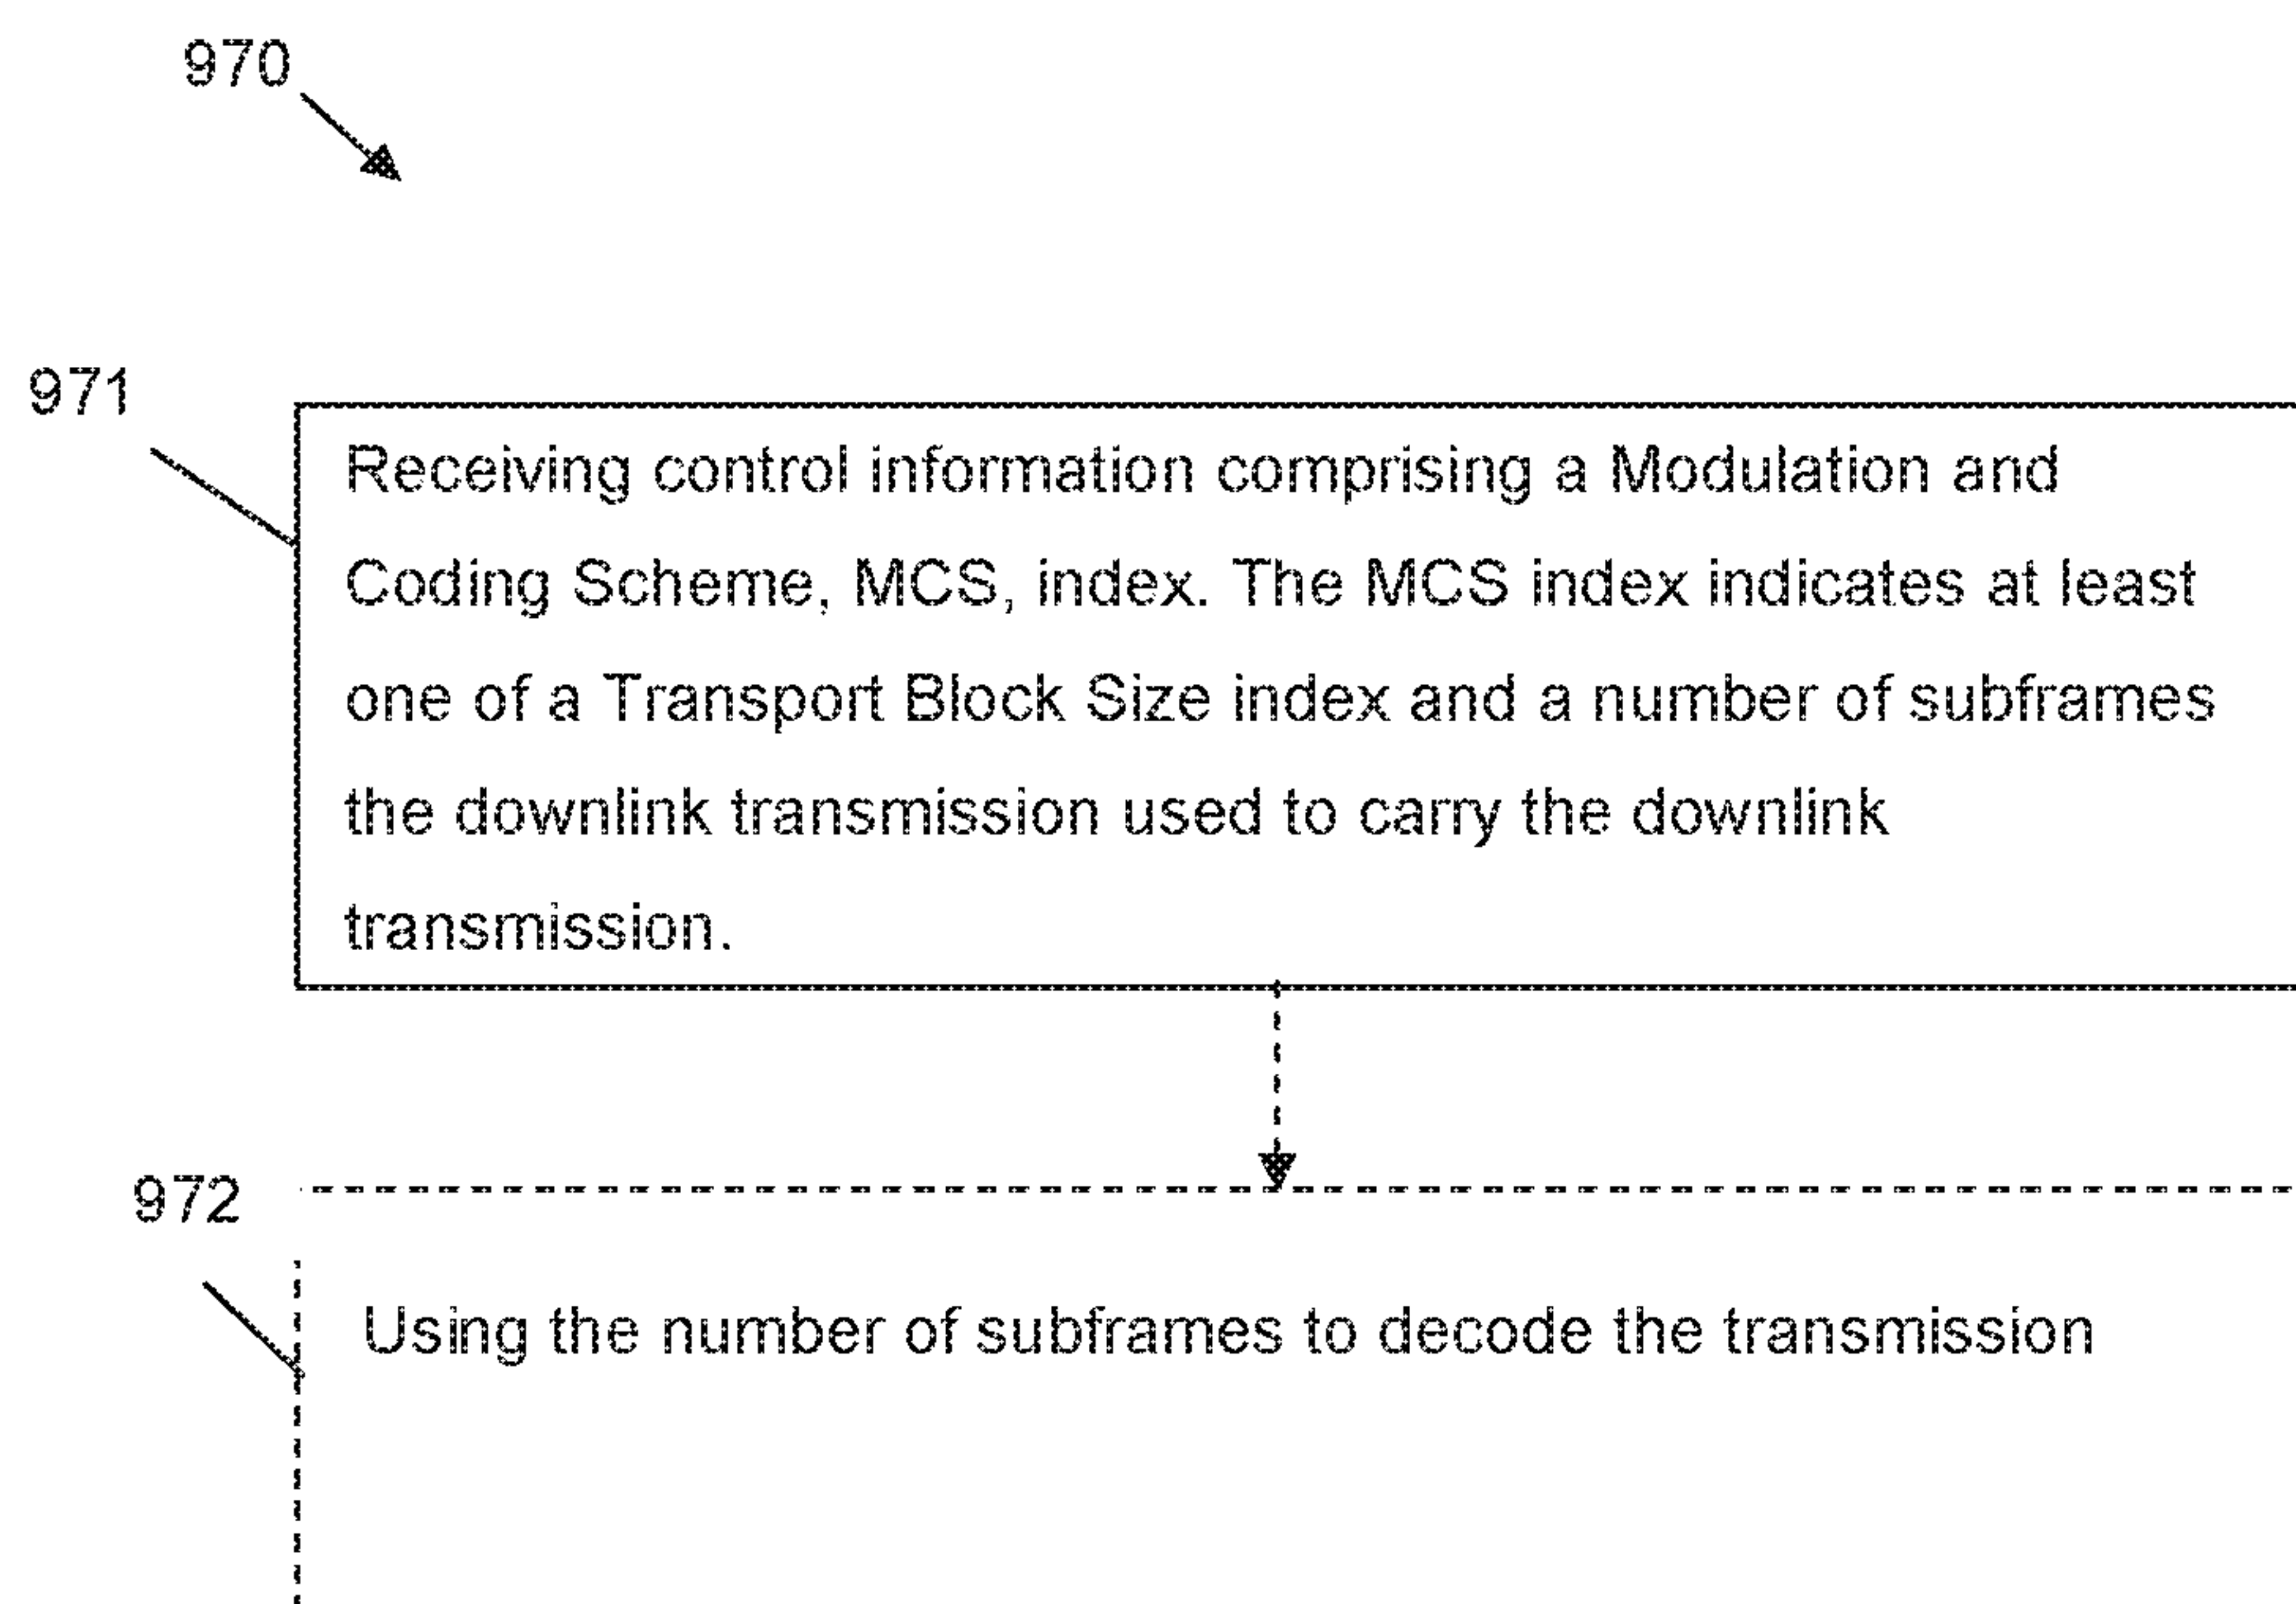 970
971
Receiving control information comprising a Modulation and
Coding Scheme, MCS, index. The MCS index indicates at least
one of a Transport Block Size index and a number of subframes
the downlink transmission used to carry the downlink
transmission.
972
Using the number of subframes to decode the transmission